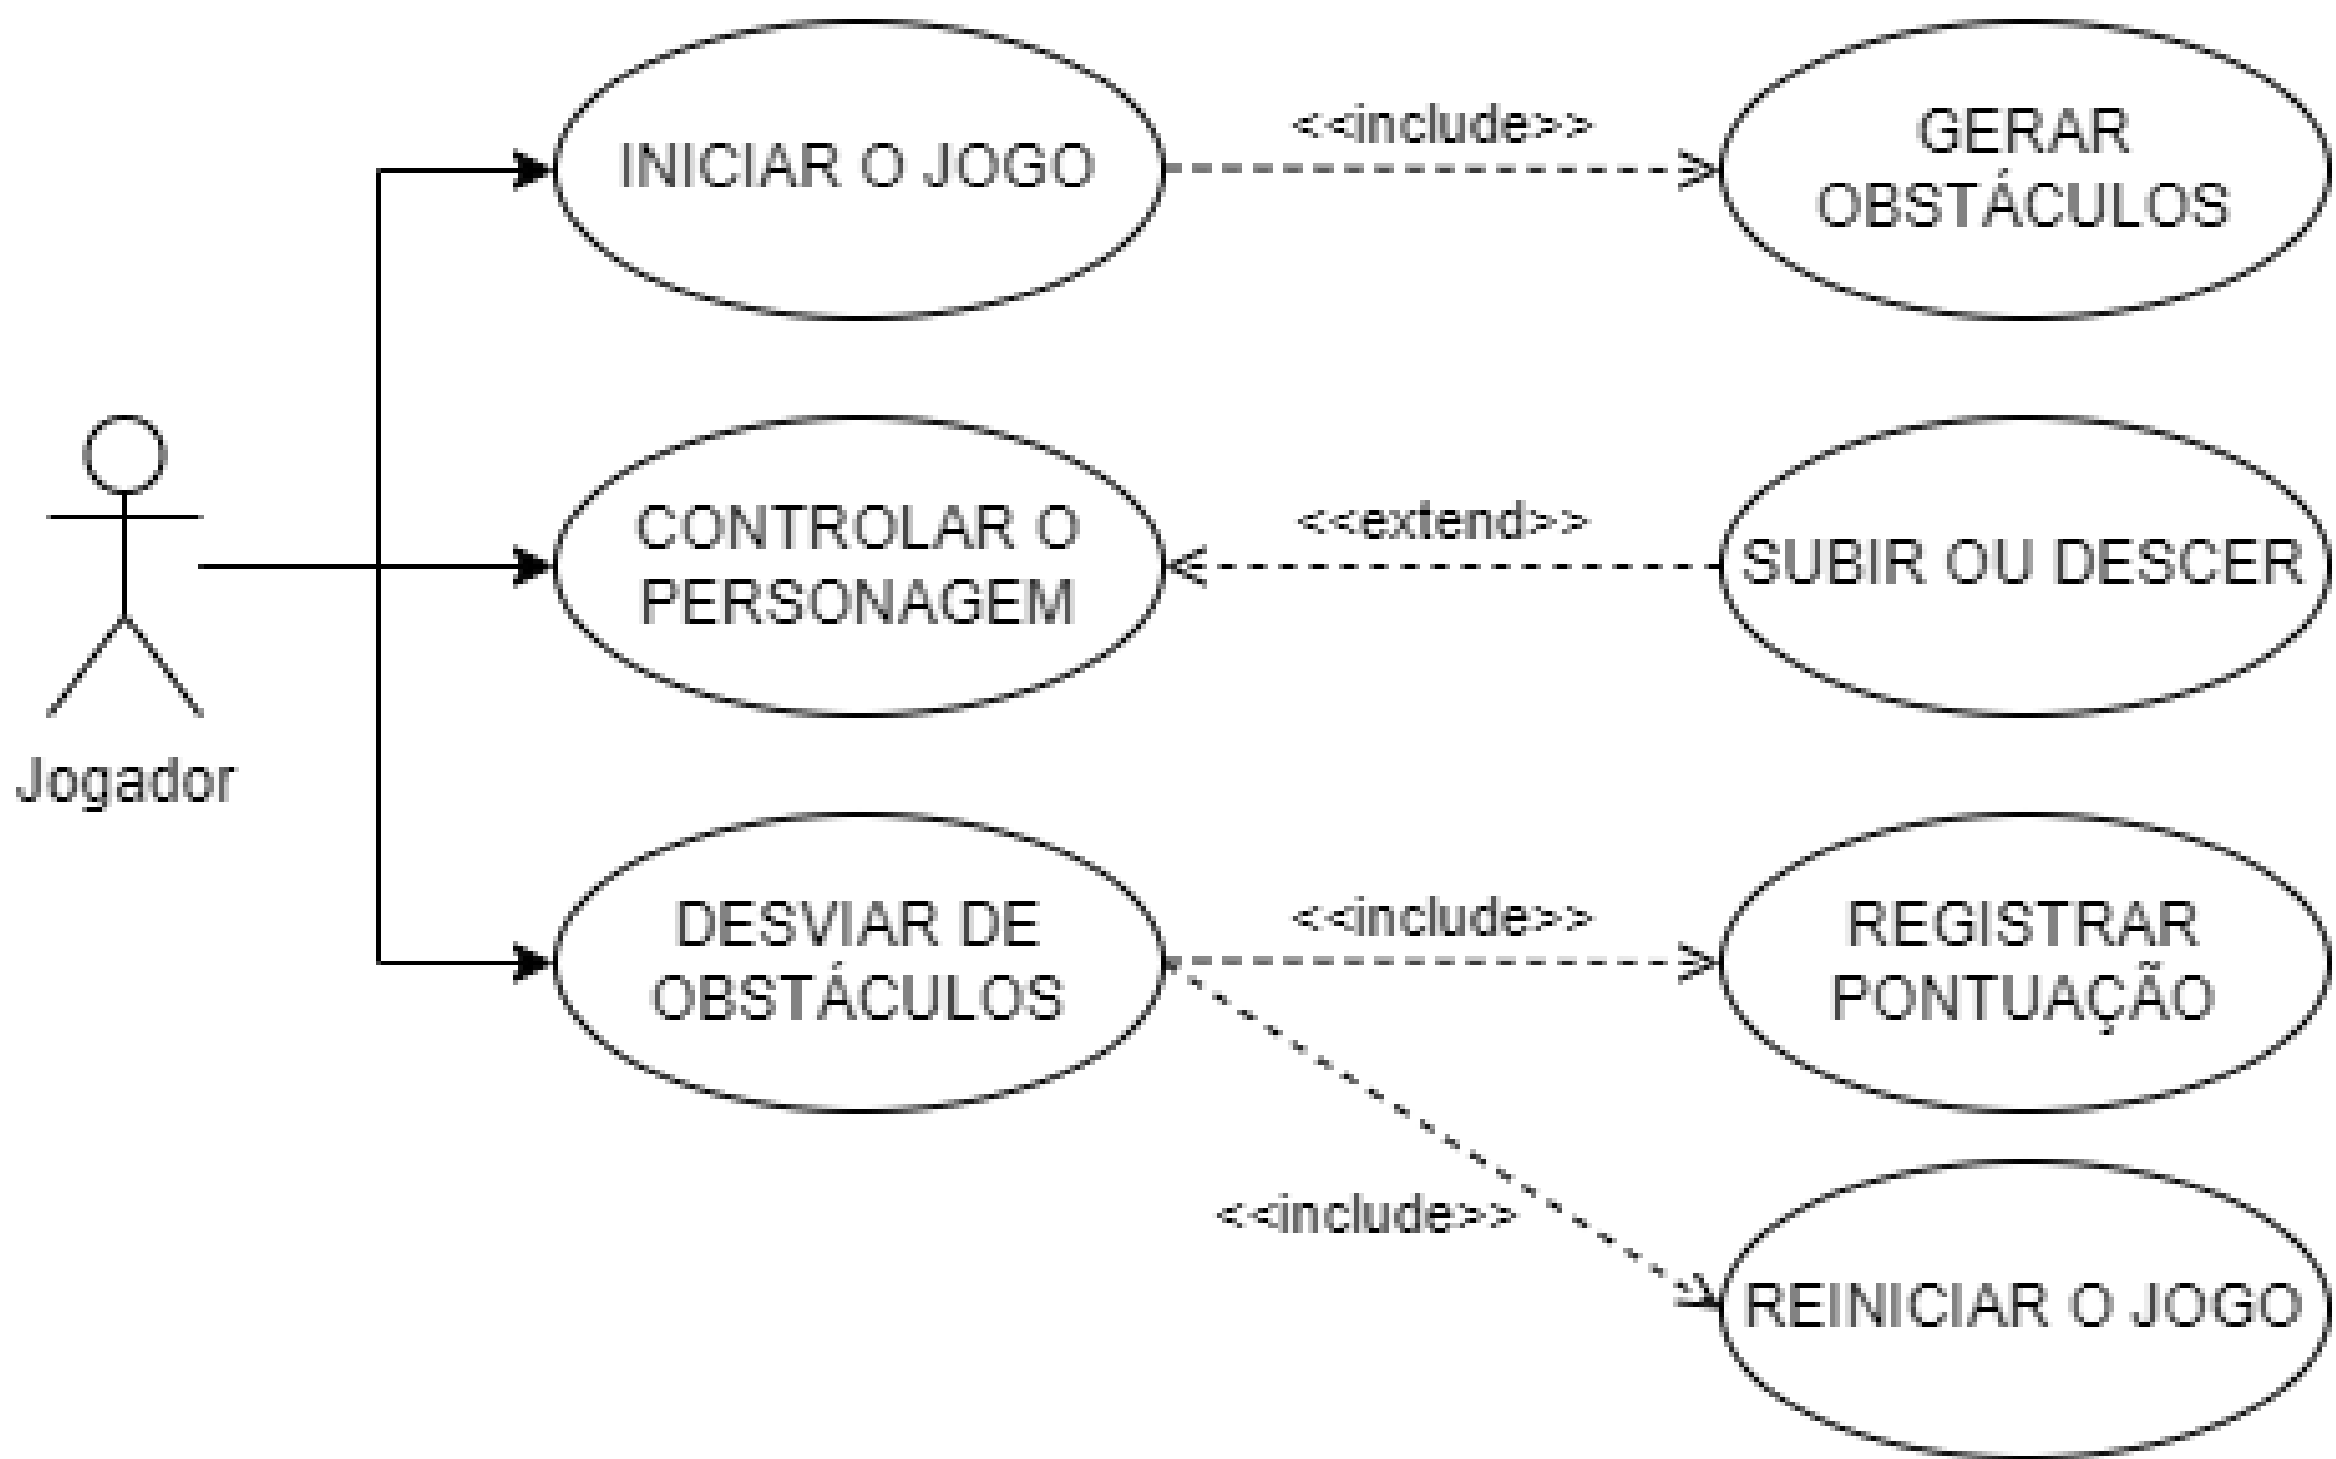 INICIAR O JOGO
<<include>>
GERAR
OBSTÁCULOS
Jogador
CONTROLAR O
PERSONAGEM
<<extend>>
SUBIR OU DESCER
DESVIAR DE
OBSTÁCULOS
<<include>>
REGISTRAR
PONTUAÇÃO
<<include>>
REINICIAR O JOGO